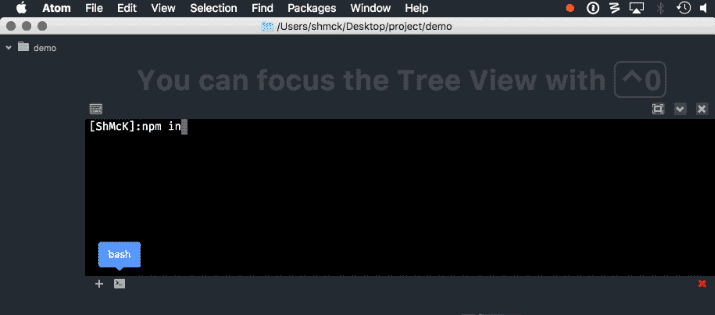 Atom File Edit View Selection Find Packages Window Help
/Users/shmck/Desktop/project/demo
demo
You can focus the Tree View with ^0
[ShMcK]:npm in
bash